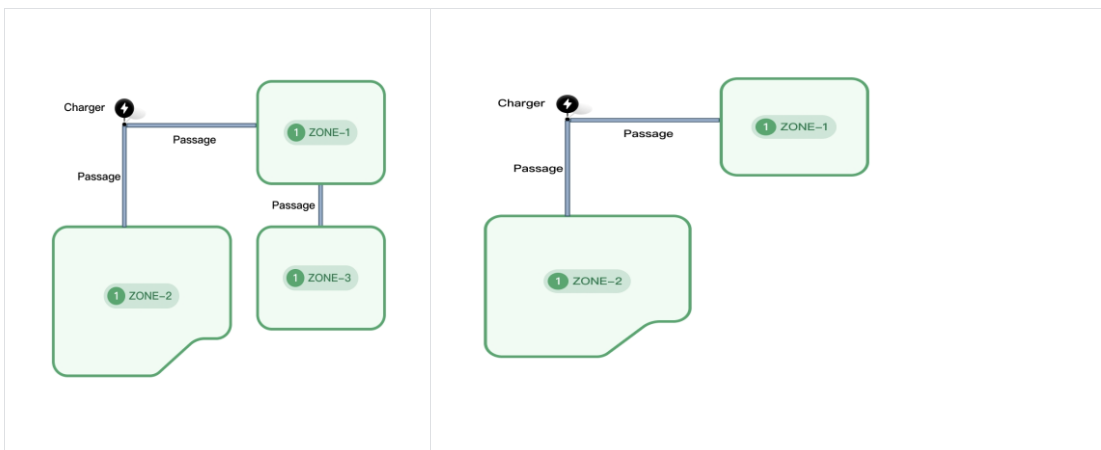 Charger
1 ZONE-1
Passage
Passage
Passage
1 ZONE-3
1 ZONE-2
Charger
1 ZONE-1
Passage
Passage
1 ZONE-2